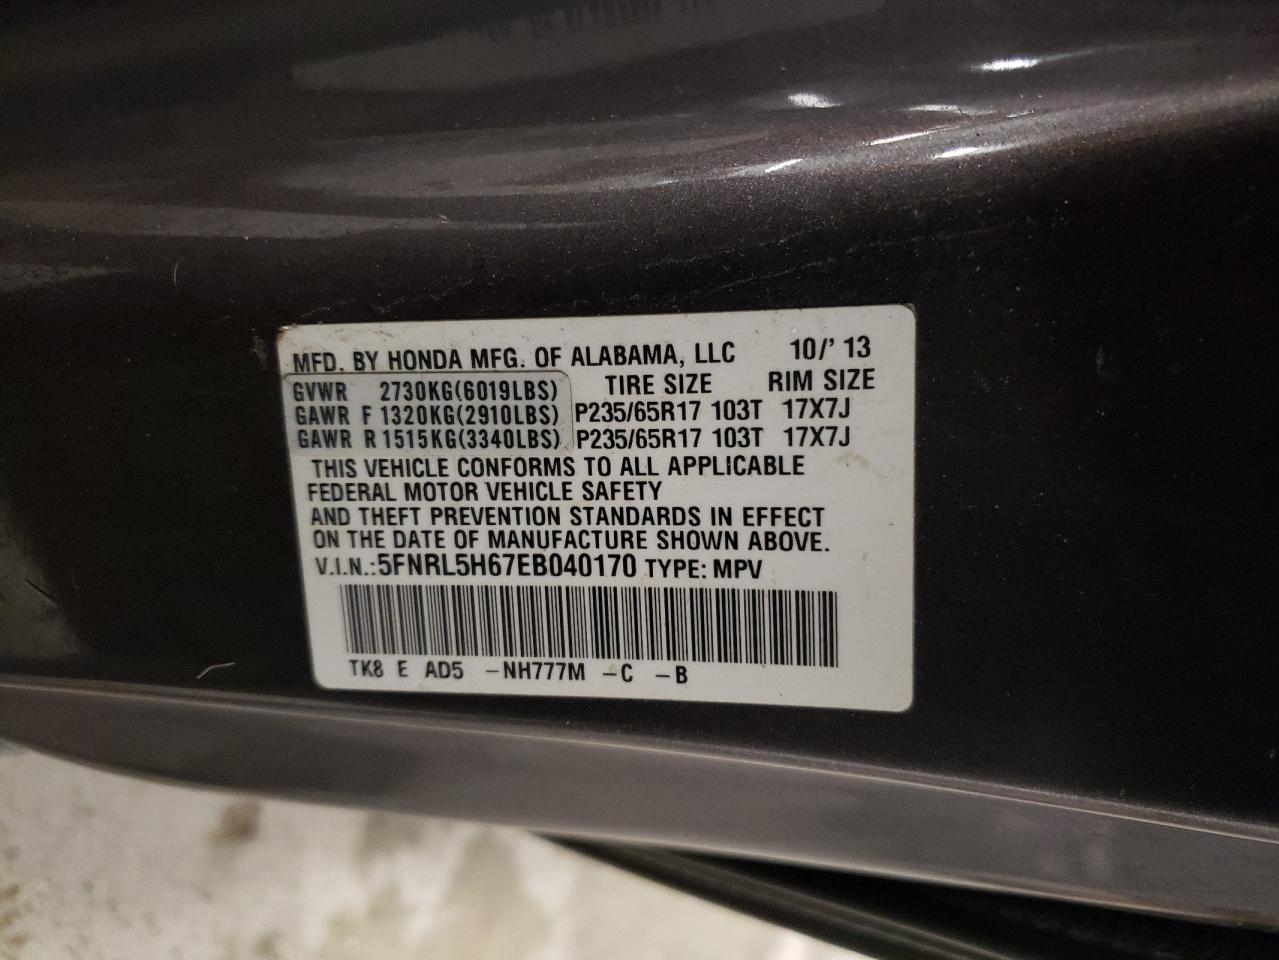 MFD. BY HONDA MFG. OF ALABAMA, LLC 10/' 13
GVWR 2730KG(6019LBS) TIRE SIZE RIM SIZE
GAWR F 1320KG(2910LBS) P235/65R17 103T 17X7J
GAWR R 1515KG(3340LBS) P235/65R17 103T 17X7J
THIS VEHICLE CONFORMS TO ALL APPLICABLE
FEDERAL MOTOR VEHICLE SAFETY
AND THEFT PREVENTION STANDARDS IN EFFECT
ON THE DATE OF MANUFACTURE SHOWN ABOVE.
V.I.N.:5FNRL5H67EB040170 TYPE: MPV
TK8 E AD5 -NH777M -C -B